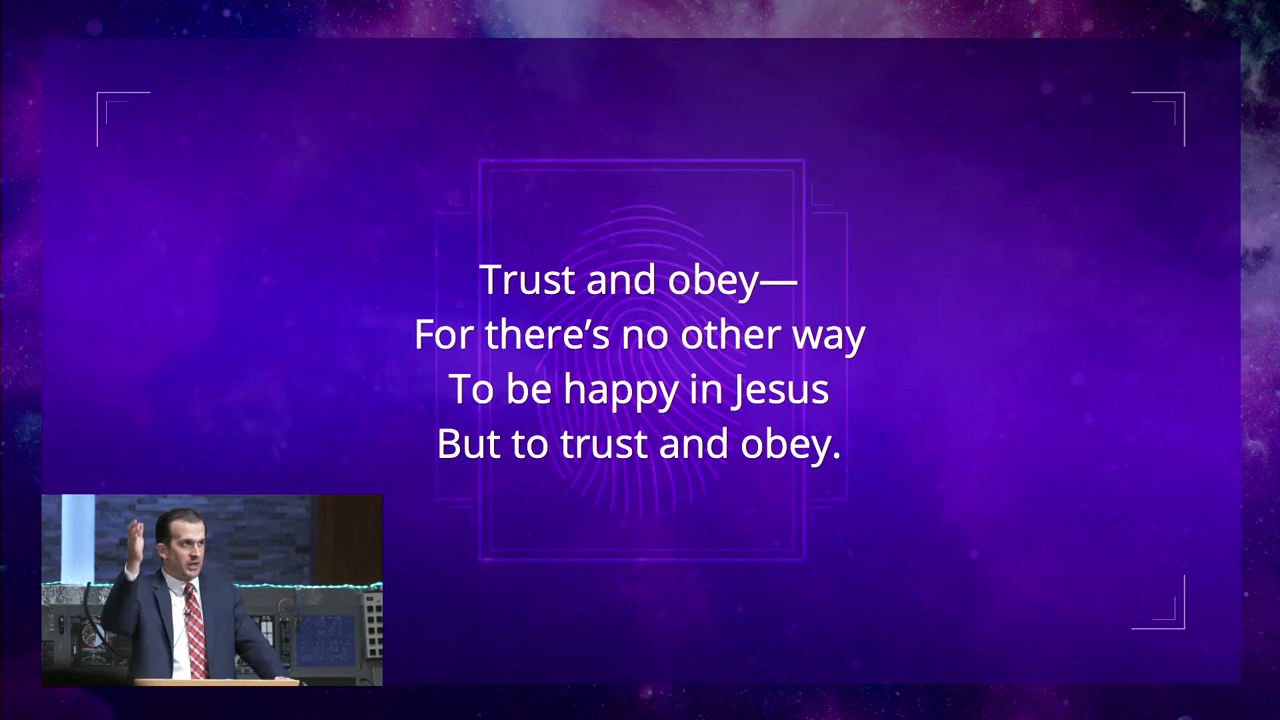 Trust and obey—
For there’s no other way
To be happy in Jesus
But to trust and obey.